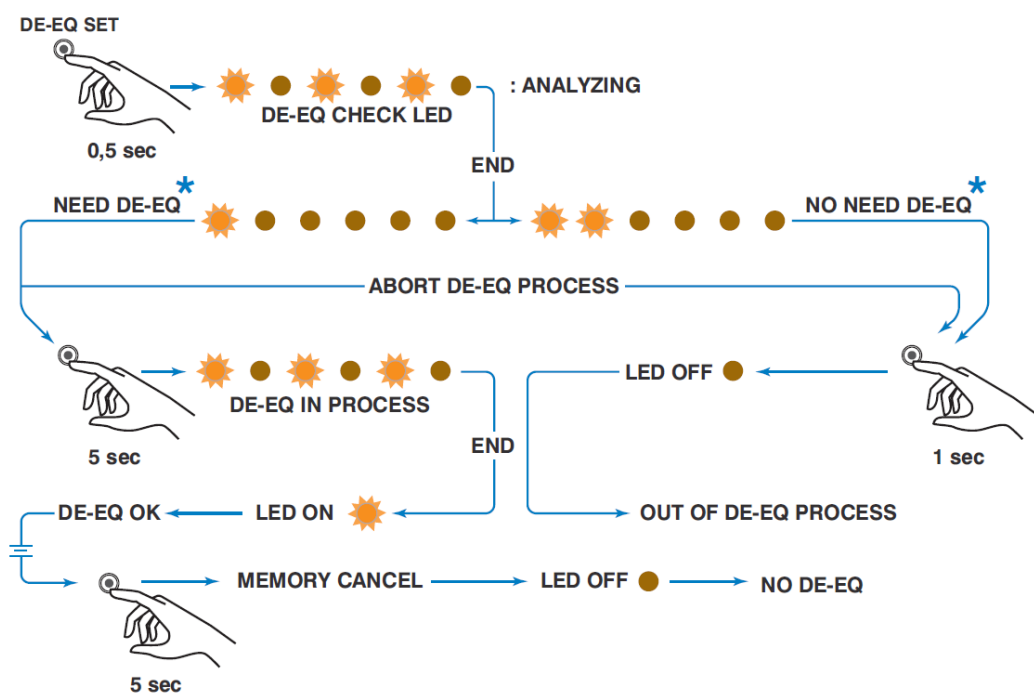 DE-EQ SET
: ANALYZING
DE-EQ CHECK LED
0,5 sec
END
NEED DE-EQ*
NO NEED DE-EQ*
ABORT DE-EQ PROCESS
LED OFF
DE-EQ IN PROCESS
END
5 sec
1 sec
DE-EQ OK
LED ON
OUT OF DE-EQ PROCESS
MEMORY CANCEL
LED OFF
NO DE-EQ
5 sec